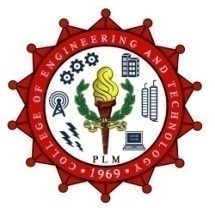 COLLEGE OF ENGINEERING AND TECHNOLOGY
PLM
1969